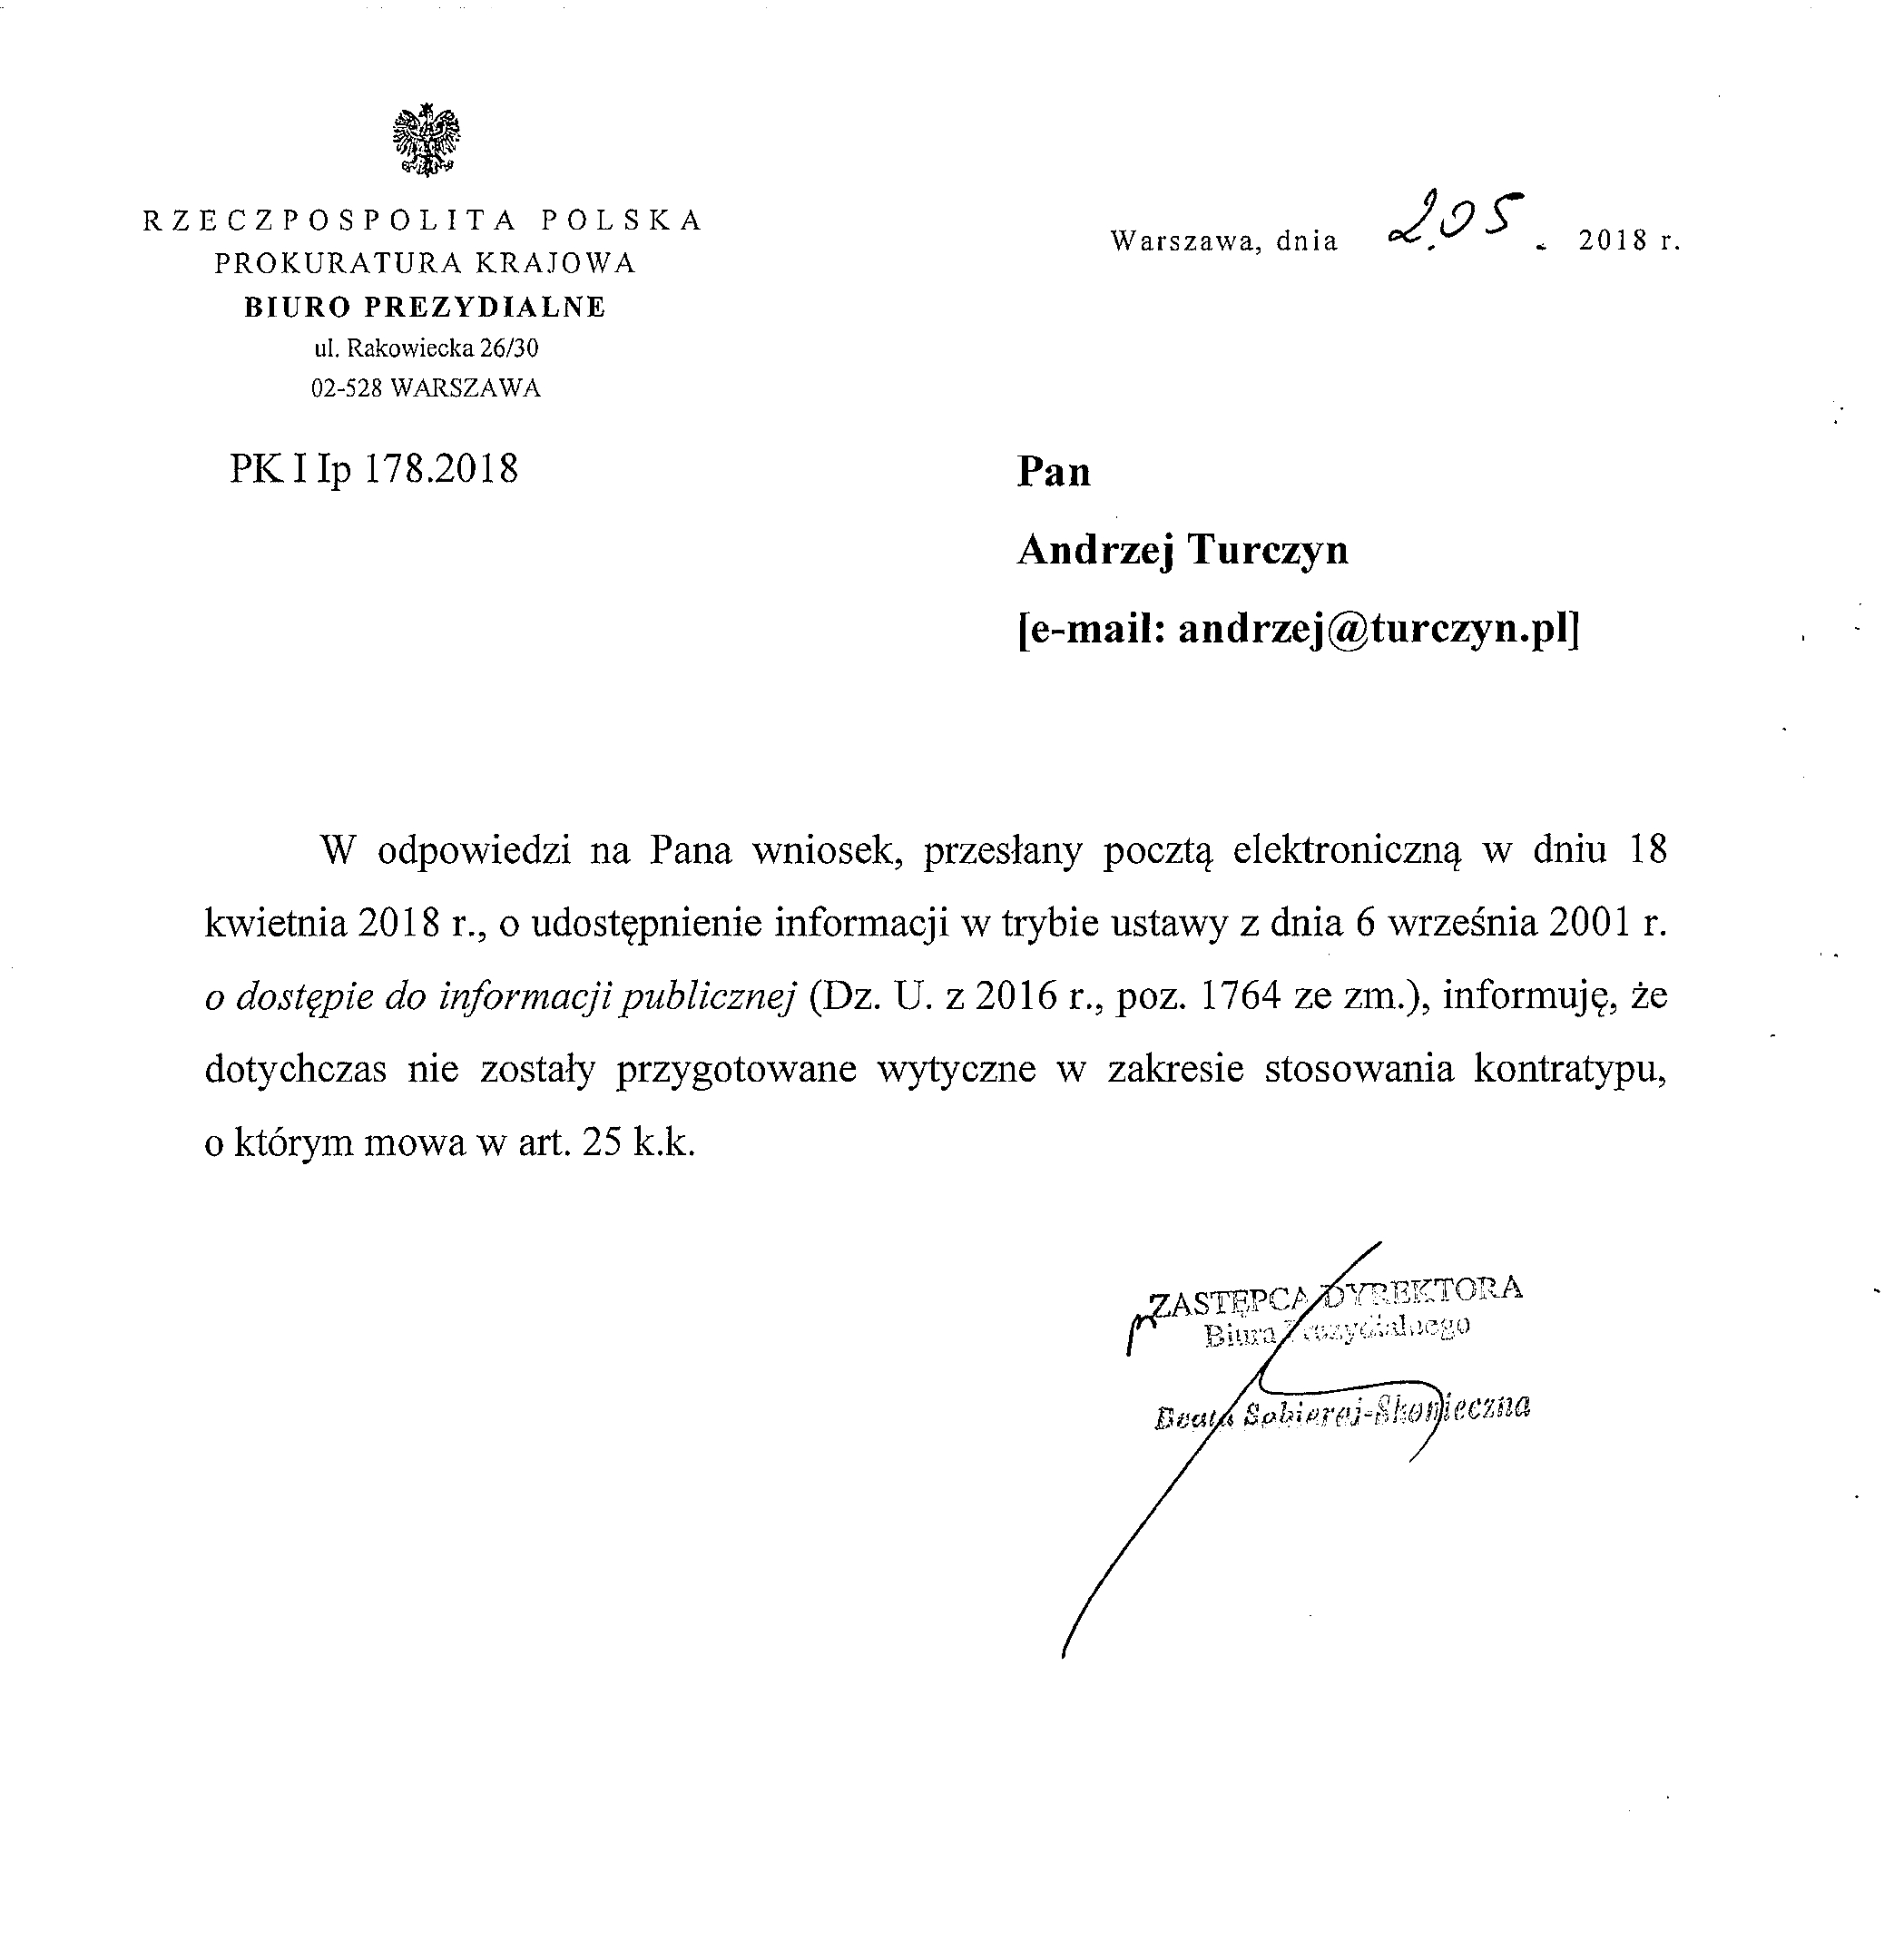 RZECZPOSPOLITA POLSKA
PROKURATURA KRAJOWA
BIURO PREZYDIALNE
ul. Rakowiecka 26/30
02-528 WARSZAWA
Warszawa, dnia 2.05. 2018 r.
PK I Ip 178.2018
Pan
Andrzej Turczyn
[e-mail: andrzej@turczyn.pl]
W odpowiedzi na Pana wniosek, przesłany pocztą elektroniczną w dniu 18
kwietnia 2018 r., o udostępnienie informacji w trybie ustawy z dnia 6 września 2001 r.
o dostępie do informacji publicznej (Dz. U. z 2016 r., poz. 1764 ze zm.), informuję, że
dotychczas nie zostały przygotowane wytyczne w zakresie stosowania kontratypu,
o którym mowa w art. 25 k.k.
ZASTĘPCA DYREKTORA
Biura Prezydialnego
Beata Sobieraj-Skonieczna